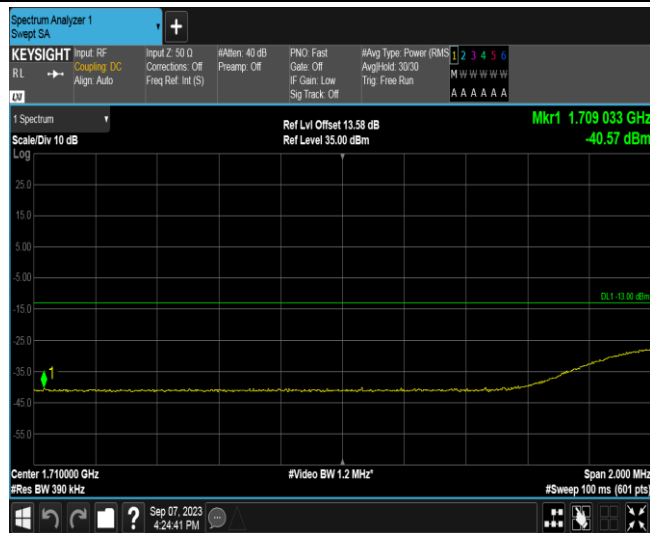 Spectrum Analyzer 1
Swept SA
+
KEYSIGHT
RL
LXI
Input: RF
Coupling: DC
Align: Auto
Input Z: 50 Ω
Corrections: Off
Freq Ref: Int (S)
#Atten: 40 dB
Preamp: Off
PNO: Fast
Gate: Off
IF Gain: Low
Sig Track: Off
#Avg Type: Power (RMS
Avg|Hold: 30/30
Trig: Free Run
1 2 3 4 5 6
M W W W W W
A A A A A A
1 Spectrum
Scale/Div 10 dB
Ref Lvl Offset 13.58 dB
Ref Level 35.00 dBm
Mkr1 1.709 033 GHz
-40.57 dBm
Log
25.0
15.0
5.00
-5.00
DL1 -13.00 dBm
-15.0
-25.0
-35.0
1
-45.0
-55.0
Center 1.710000 GHz
#Res BW 390 kHz
#Video BW 1.2 MHz*
Span 2.000 MHz
#Sweep 100 ms (601 pts)
?
Sep 07, 2023
4:24:41 PM